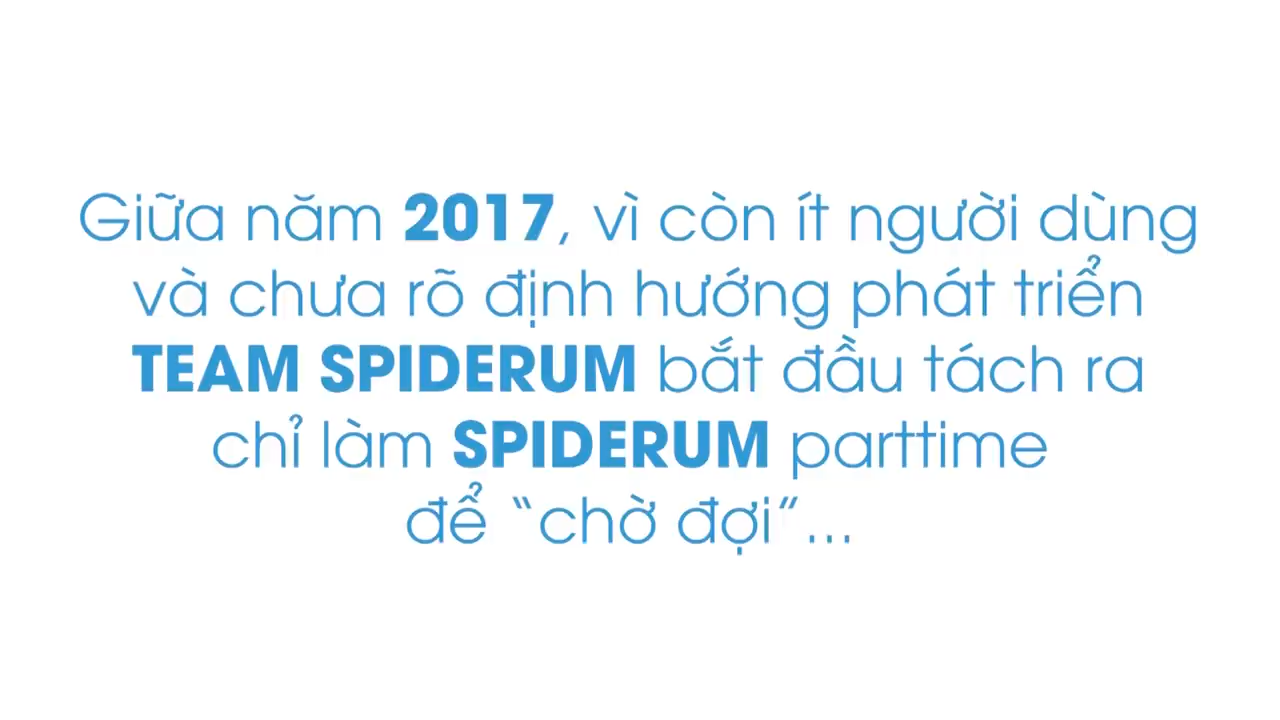 Giữa năm 2017, vì còn ít người dùng
và chưa rõ định hướng phát triển
TEAM SPIDERUM bắt đầu tách ra
chỉ làm SPIDERUM parttime
để “chờ đợi”...